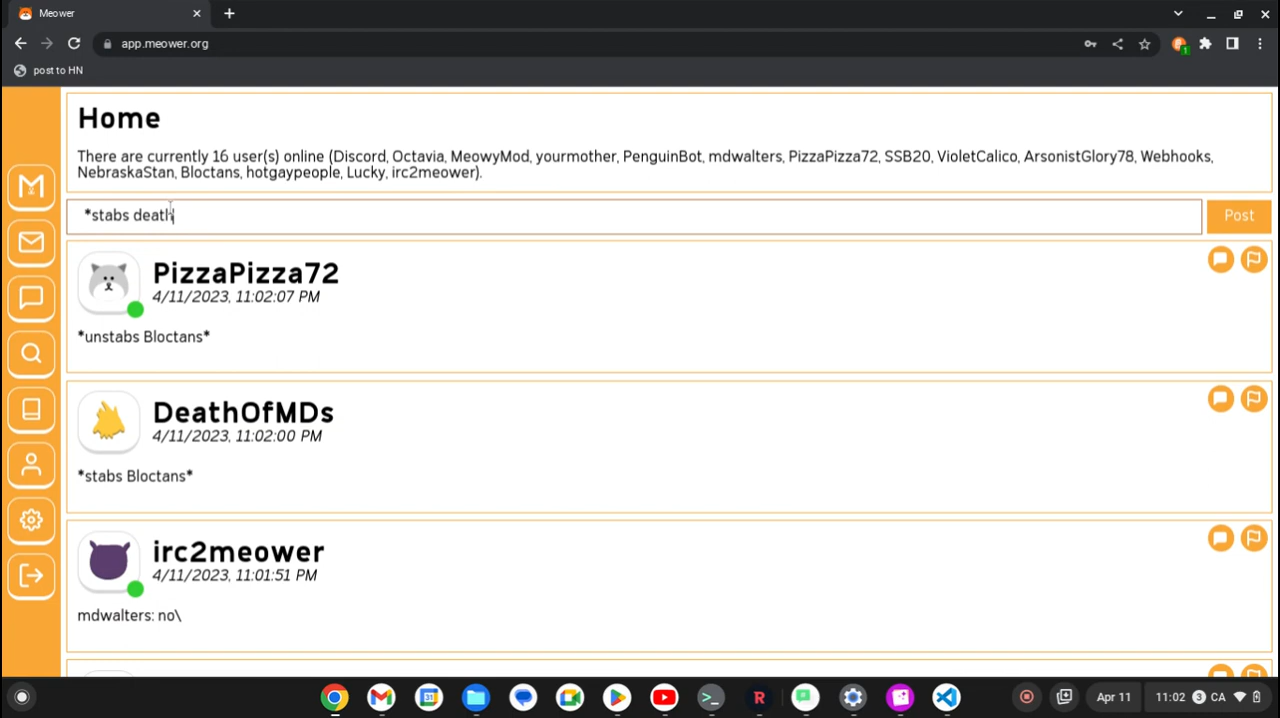 Meower
app.meower.org
1
post to HN
Home
There are currently 16 user(s) online (Discord, Octavia, MeowyMod, yourmother, PenguinBot, mdwalters, PizzaPizza72, SSB20, VioletCalico, ArsonistGlory78, Webhooks,
NebraskaStan, Bloctans, hotgaypeople, Lucky, irc2meower).
*stabs death
Post
PizzaPizza72
4/11/2023, 11:02:07 PM
*unstabs Bloctans*
DeathOfMDs
4/11/2023, 11:02:00 PM
*stabs Bloctans*
irc2meower
4/11/2023, 11:01:51 PM
mdwalters: no\
Apr 11
11:02 3 CA